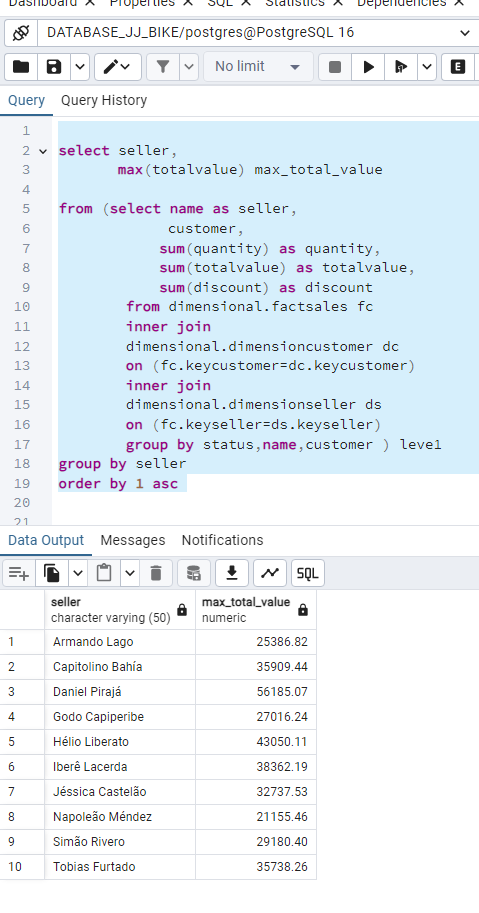 Dashboard × Properties × SQL × Statistics × Dependencies ×
DATABASE_JJ_BIKE/postgres@PostgreSQL 16
No limit E
Query Query History
1
2 select seller,
3 max(totalvalue) max_total_value
4
5 from (select name as seller,
6 customer,
7 sum(quantity) as quantity,
8 sum(totalvalue) as totalvalue,
9 sum(discount) as discount
10 from dimensional.factsales fc
11 inner join
12 dimensional.dimensioncustomer dc
13 on (fc.keycustomer=dc.keycustomer)
14 inner join
15 dimensional.dimensionseller ds
16 on (fc.keyseller=ds.keyseller)
17 group by status,name,customer ) level
18 group by seller
19 order by 1 asc
20
21
Data Output Messages Notifications
SQL
seller max_total_value
character varying (50) numeric
1 Armando Lago 25386.82
2 Capitolino Bahía 35909.44
3 Daniel Pirajá 56185.07
4 Godo Capiperibe 27016.24
5 Hélio Liberato 43050.11
6 Iberê Lacerda 38362.19
7 Jéssica Castelão 32737.53
8 Napoleão Méndez 21155.46
9 Simão Rivero 29180.40
10 Tobias Furtado 35738.26